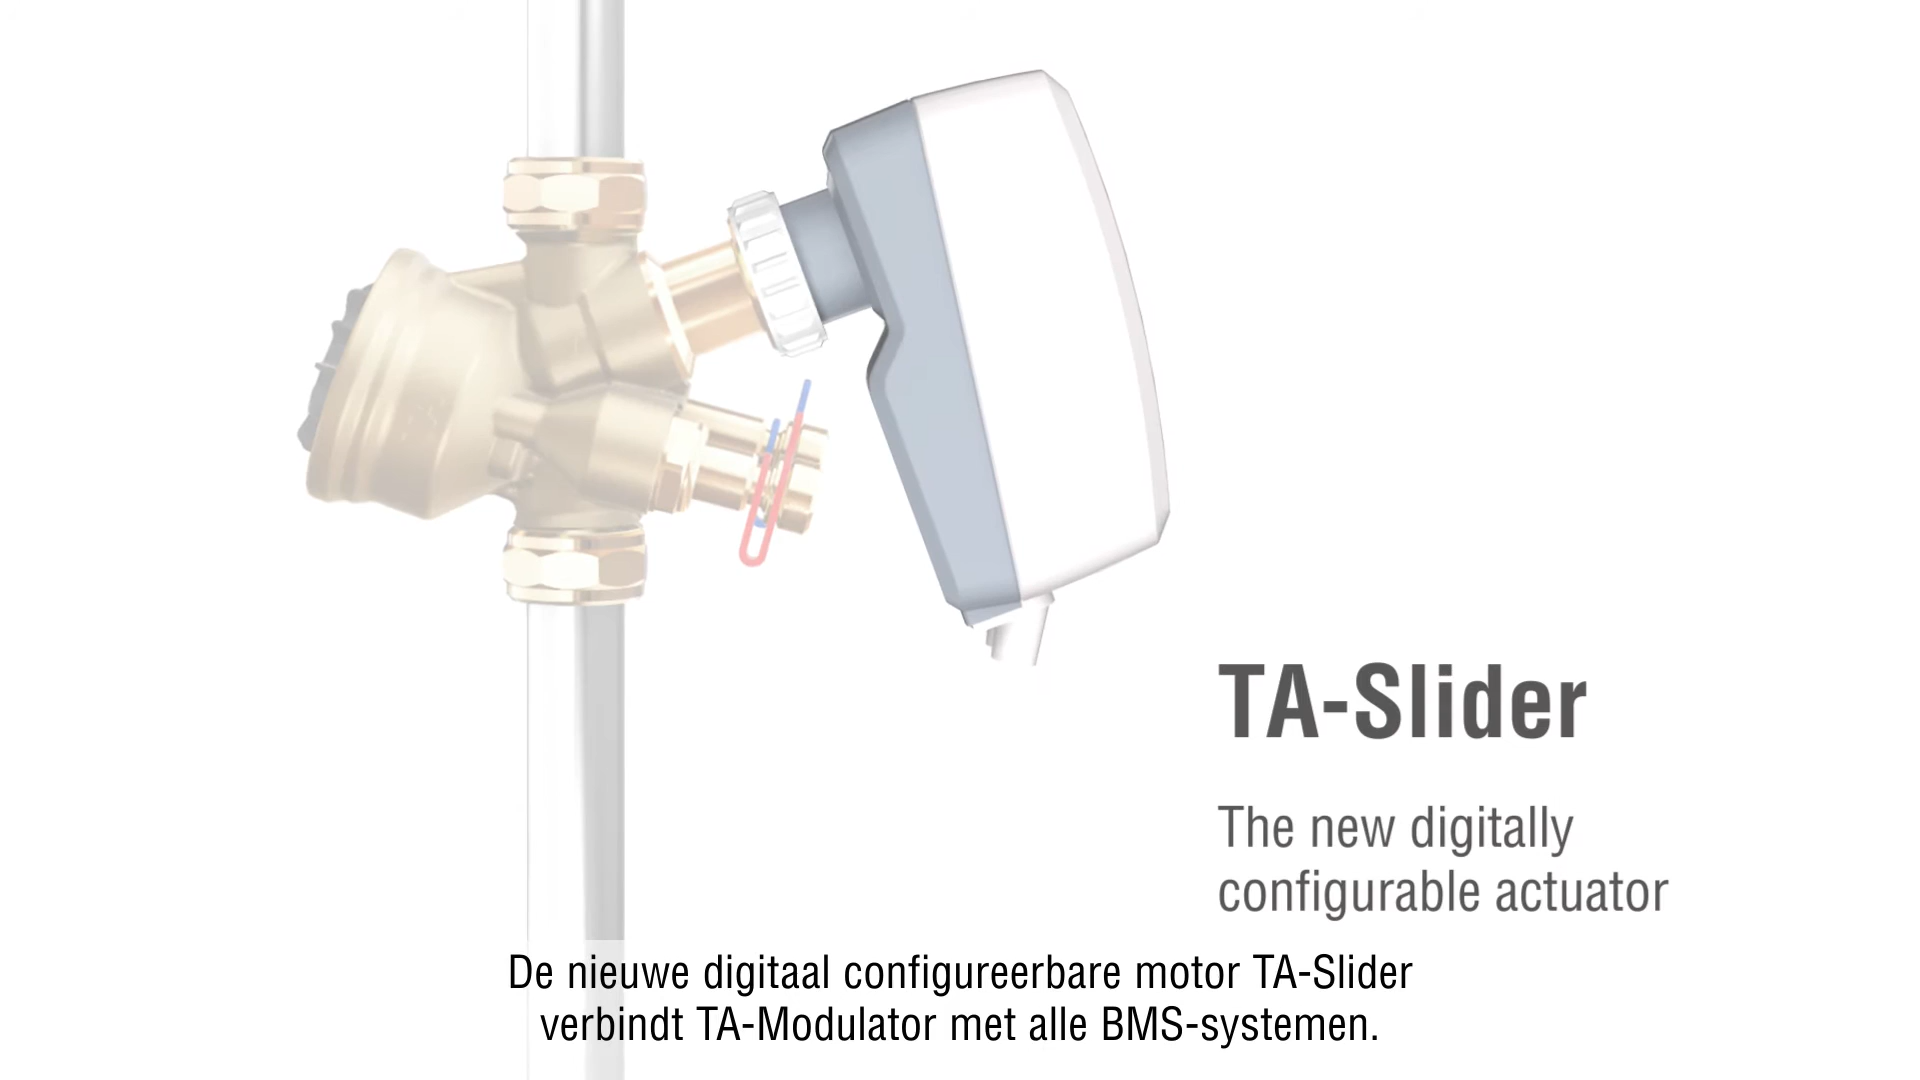 TA-Slider
The new digitally
configurable actuator
De nieuwe digitaal configureerbare motor TA-Slider
verbindt TA-Modulator met alle BMS-systemen.